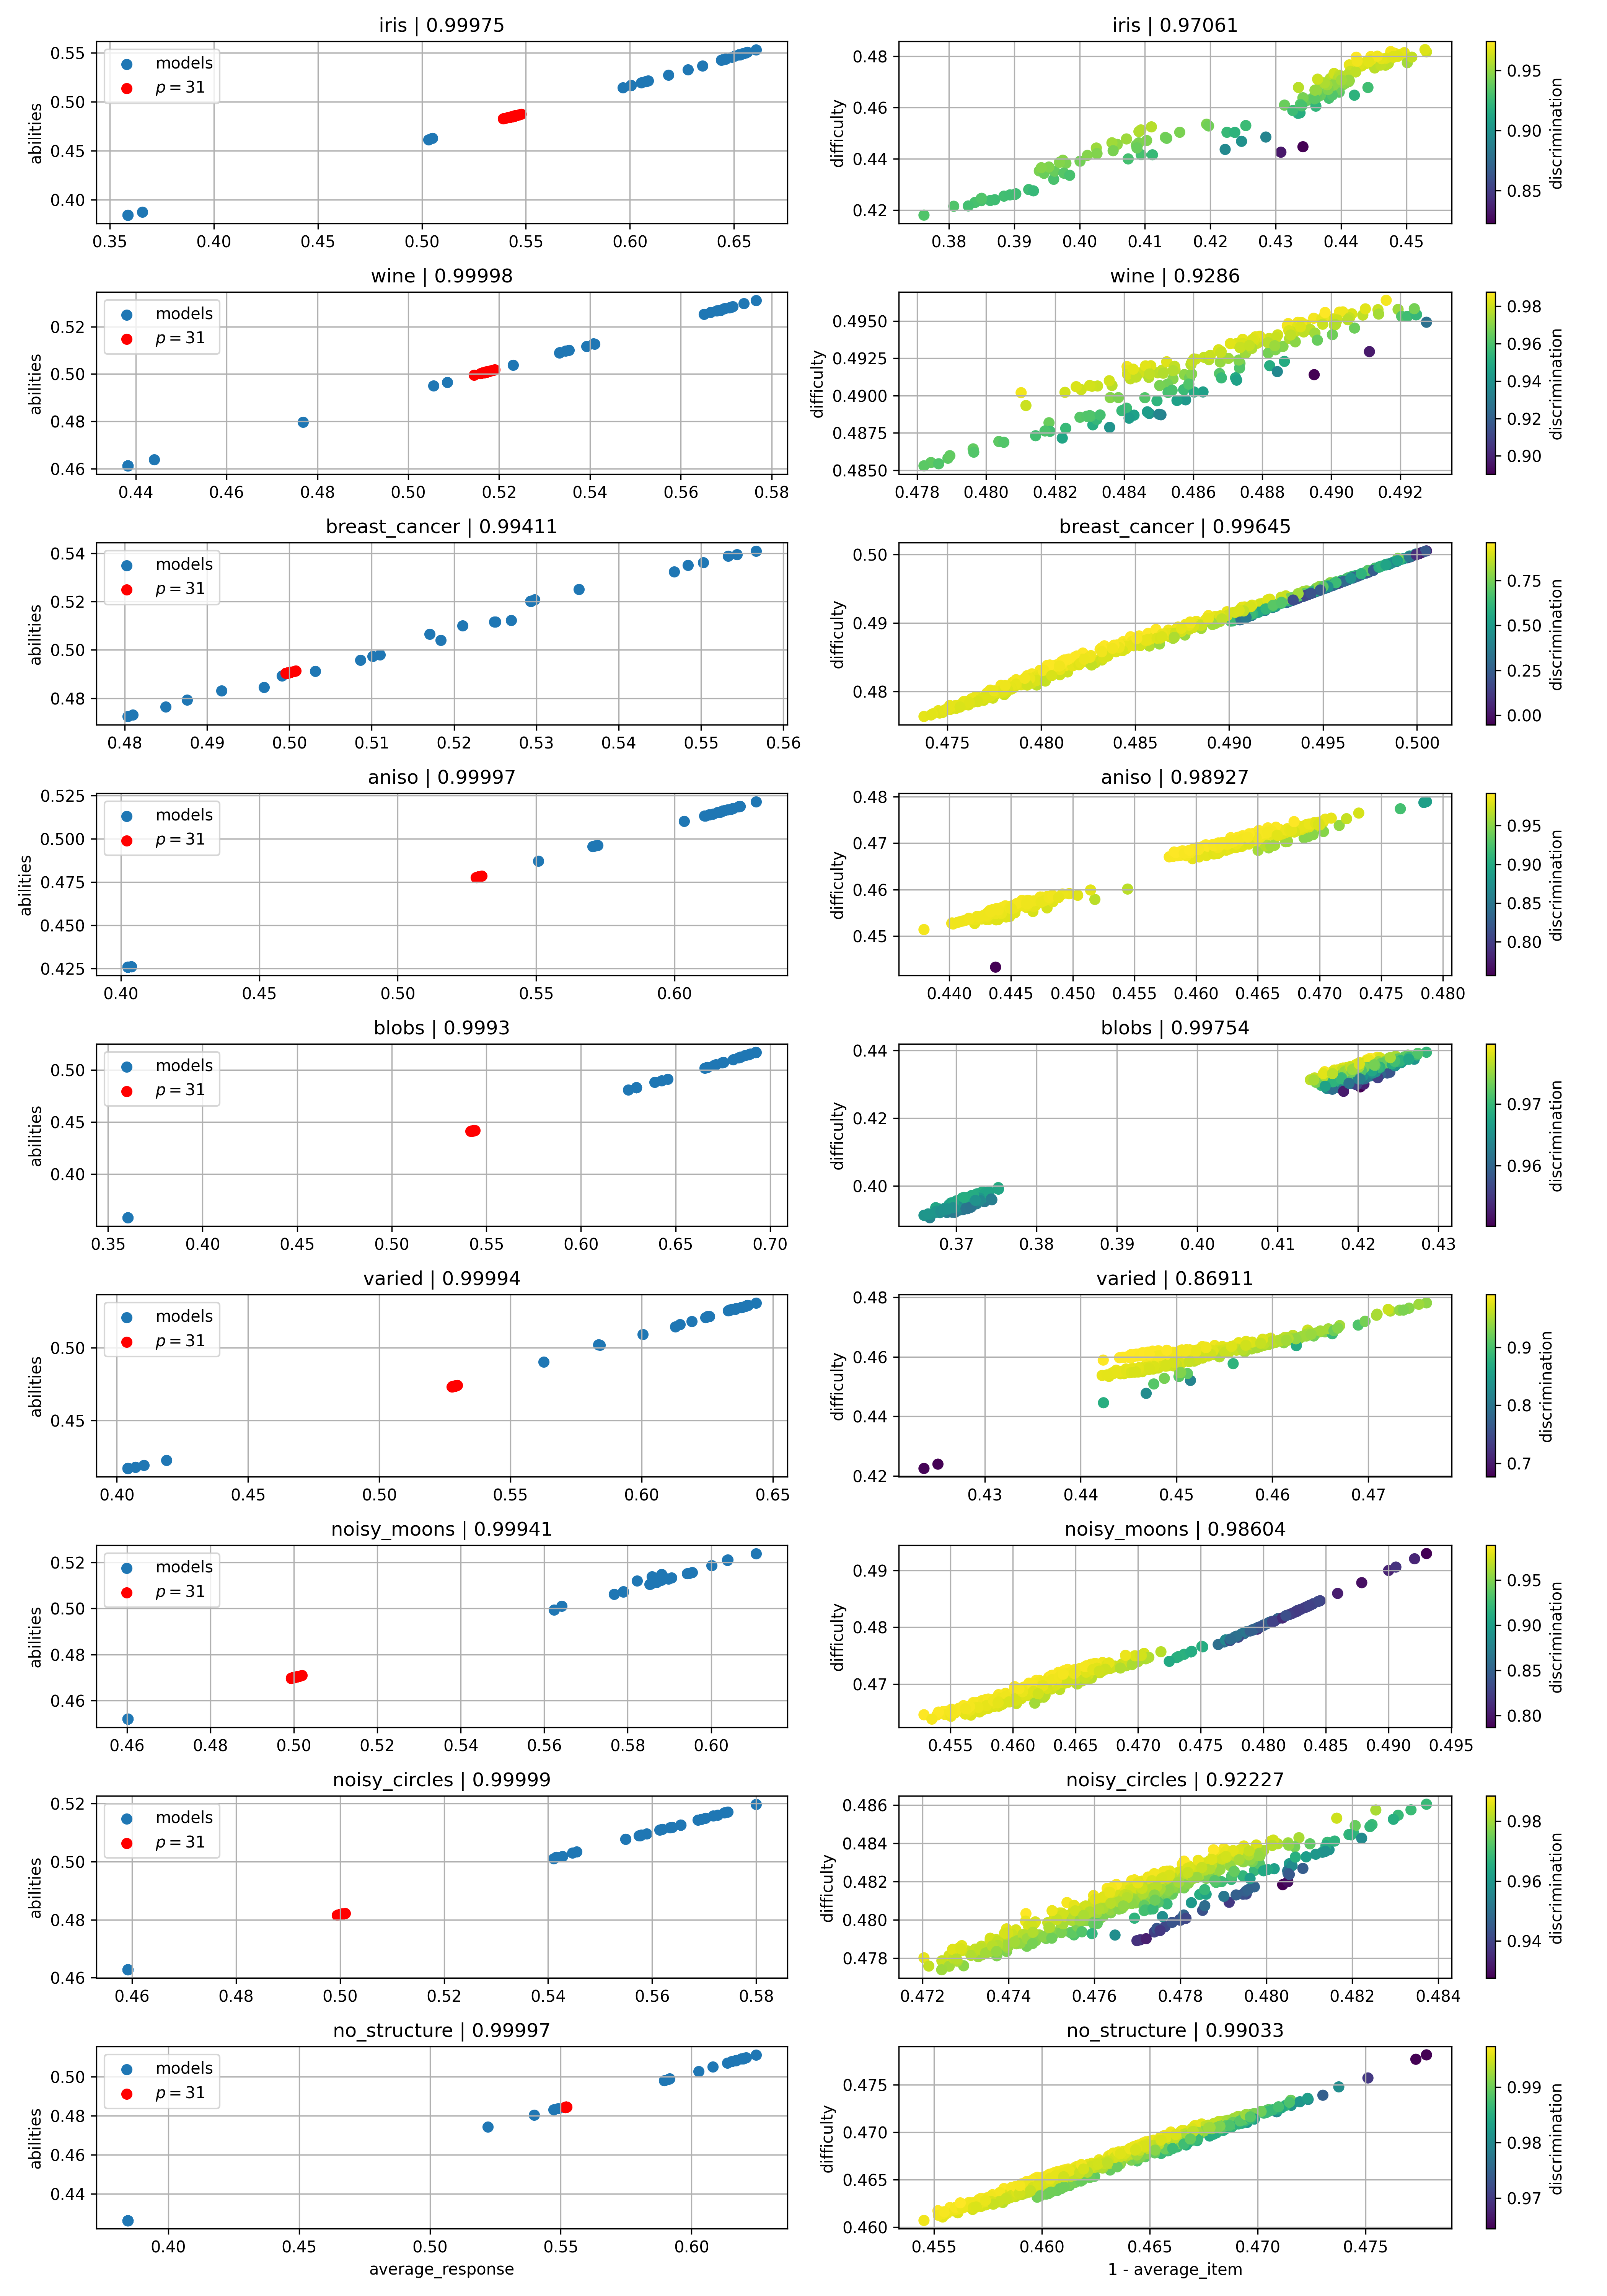 iris | 0.99975
abilities
0.55
0.50
0.45
0.40
models
p = 31
0.35 0.40 0.45 0.50 0.55 0.60 0.65
iris | 0.97061
difficulty
0.48
0.46
0.44
0.42
0.38 0.39 0.40 0.41 0.42 0.43 0.44 0.45
0.95
0.90
0.85
discrimination
wine | 0.99998
abilities
0.52
0.50
0.48
0.46
models
p = 31
0.44 0.46 0.48 0.50 0.52 0.54 0.56 0.58
wine | 0.9286
difficulty
0.4950
0.4925
0.4900
0.4875
0.4850
0.478 0.480 0.482 0.484 0.486 0.488 0.490 0.492
0.98
0.96
0.94
0.92
0.90
discrimination
breast_cancer | 0.99411
abilities
0.54
0.52
0.50
0.48
models
p = 31
0.48 0.49 0.50 0.51 0.52 0.53 0.54 0.55 0.56
breast_cancer | 0.99645
difficulty
0.50
0.49
0.48
0.475 0.480 0.485 0.490 0.495 0.500
0.75
0.50
0.25
0.00
discrimination
aniso | 0.99997
abilities
0.525
0.500
0.475
0.450
0.425
models
p = 31
0.40 0.45 0.50 0.55 0.60
aniso | 0.98927
difficulty
0.48
0.47
0.46
0.45
0.440 0.445 0.450 0.455 0.460 0.465 0.470 0.475 0.480
0.95
0.90
0.85
0.80
discrimination
blobs | 0.9993
abilities
0.50
0.45
0.40
models
p = 31
0.35 0.40 0.45 0.50 0.55 0.60 0.65 0.70
blobs | 0.99754
difficulty
0.44
0.42
0.40
0.37 0.38 0.39 0.40 0.41 0.42 0.43
0.97
0.96
discrimination
varied | 0.99994
abilities
0.50
0.45
models
p = 31
0.40 0.45 0.50 0.55 0.60 0.65
varied | 0.86911
difficulty
0.48
0.46
0.44
0.42
0.43 0.44 0.45 0.46 0.47
0.9
0.8
0.7
discrimination
noisy_moons | 0.99941
abilities
0.52
0.50
0.48
0.46
models
p = 31
0.46 0.48 0.50 0.52 0.54 0.56 0.58 0.60
noisy_moons | 0.98604
difficulty
0.49
0.48
0.47
0.455 0.460 0.465 0.470 0.475 0.480 0.485 0.490 0.495
0.95
0.90
0.85
0.80
discrimination
noisy_circles | 0.99999
abilities
0.52
0.50
0.48
0.46
models
p = 31
0.46 0.48 0.50 0.52 0.54 0.56 0.58
noisy_circles | 0.92227
difficulty
0.486
0.484
0.482
0.480
0.478
0.472 0.474 0.476 0.478 0.480 0.482 0.484
0.98
0.96
0.94
discrimination
no_structure | 0.99997
abilities
0.50
0.48
0.46
0.44
models
p = 31
0.40 0.45 0.50 0.55 0.60
average_response
no_structure | 0.99033
difficulty
0.475
0.470
0.465
0.460
0.455 0.460 0.465 0.470 0.475
1 - average_item
0.99
0.98
0.97
discrimination